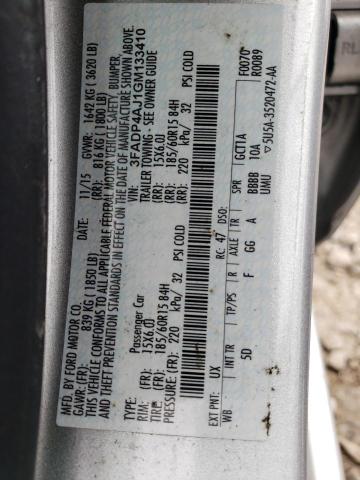 MFD. BY FORD MOTOR CO.
DATE: 11/15 GVWR: 1642 KG ( 3620 LB)
GAWR: (FR): 839 KG ( 1850 LB) (RR): 816 KG ( 1800 LB)
THIS VEHICLE CONFORMS TO ALL APPLICABLE FEDERAL MOTOR VEHICLE SAFETY, BUMPER,
AND THEFT PREVENTION STANDARDS IN EFFECT ON THE DATE OF MANUFACTURE SHOWN ABOVE.
VIN: 3FADP4AJ1GM133410
TYPE: Passenger Car TRAILER TOWING - SEE OWNER GUIDE
RIM: (FR): 15X6.0J (RR): 15X6.0J
TIRE: (FR): 185/60R15 84H (RR): 185/60R15 84H
PRESSURE: (FR): 220 kPa/ 32 PSI COLD (RR): 220 kPa/ 32 PSI COLD
F0070
R0089
EXT PNT: UX RC: 47 DSO: GCT1A
WB INT TR TP/PS R AXLE TR SPR
5D F GG A BBBB 10A
UMU
▽5U5A-3520472-AA